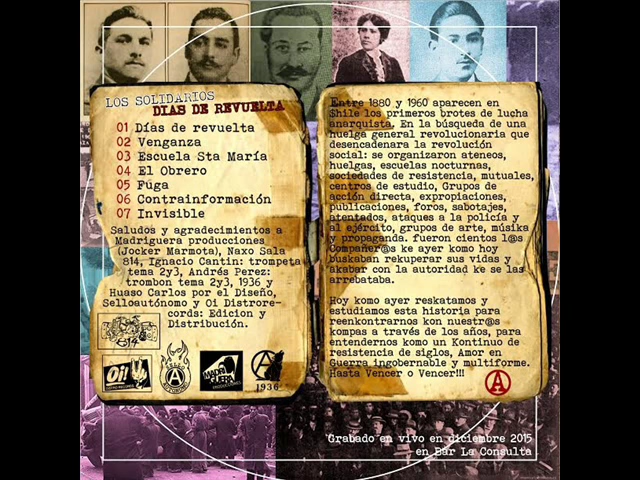 LOS SOLIDARIOS
DIAS DE REVUELTA
01 Días de revuelta
02 Venganza
03 Escuela Sta María
04 El Obrero
05 Fúga
06 Contrainformación
07 Invisible
Saludos y agradecimientos a
Madriguera producciones
(Jocker Marmota), Naxo Sala
814, Ignacio Cantin: trompeta
tema 2y3, Andrés Perez:
trombon tema 2y3, 1936 y
Huaso Carlos por el Diseño,
Selloautónomo y Oi Distrore-
cords: Edicion y
Distribución.
814
Oi!
MADRI
GUERA
1936
Entre 1880 y 1960 aparecen en
$hile los primeros brotes de lucha
anarquista. En la búsqueda de una
huelga general revolucionaria que
desencadenara la revolución
social: se organizaron ateneos,
huelgas, escuelas nocturnas,
sociedades de resistencia, mutuales,
centros de estudio, Grupos de
acción directa, expropiaciones,
publicaciones, foros, sabotajes,
atentados, ataques a la policía y
al ejército, grupos de arte, músika
y propaganda. fueron cientos l@s
Compañer@s ke ayer komo hoy
buskaban rekuperar sus vidas y
akabar con la autoridad ke se las
arrebataba.
Hoy komo ayer reskatamos y
estudiamos esta historia para
reenkontrarnos kon nuestr@s
kompas a través de los años, para
entendernos komo un Kontinuo de
resistencia de siglos, Amor en
Guerra ingobernable y multiforme.
Hasta Vencer o Vencer!!!
Grabado en vivo en diciembre 2015
en Bar La Consulta